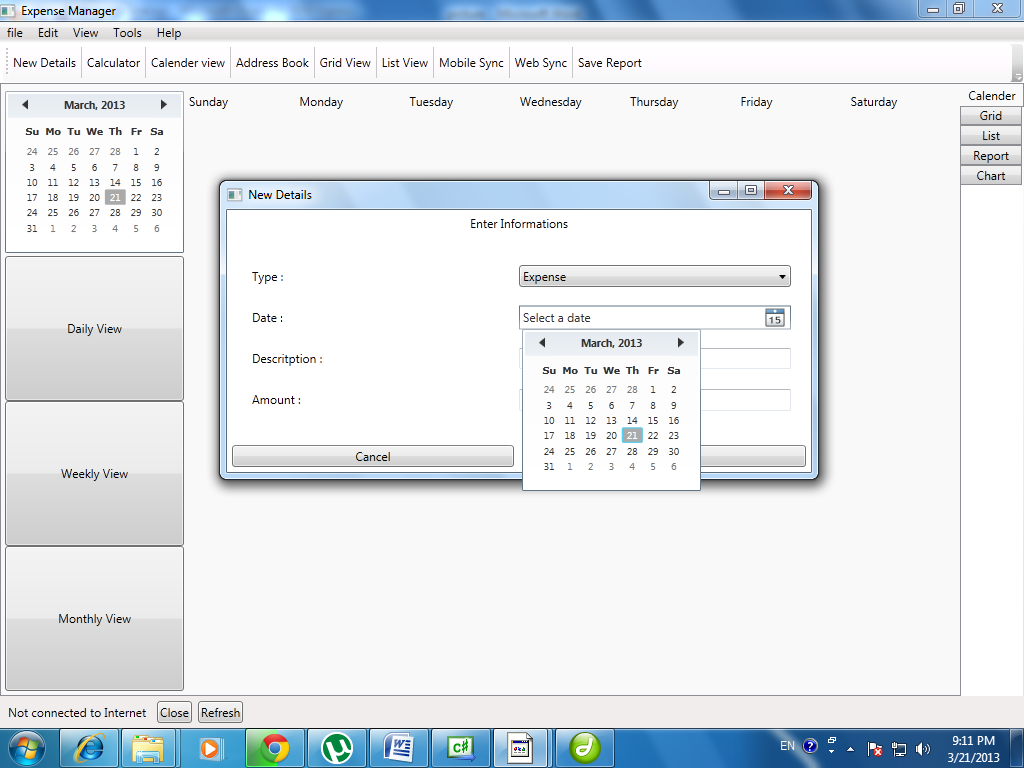 Expense Manager
file Edit View Tools Help
New Details Calculator Calender view Address Book Grid View List View Mobile Sync Web Sync Save Report
March, 2013
Su Mo Tu We Th Fr Sa
24 25 26 27 28 1 2
3 4 5 6 7 8 9
10 11 12 13 14 15 16
17 18 19 20 21 22 23
24 25 26 27 28 29 30
31 1 2 3 4 5 6
Sunday Monday Tuesday Wednesday Thursday Friday Saturday
Calender
Grid
List
Report
Chart
Daily View
Weekly View
Monthly View
New Details
Enter Informations
Type : Expense
Date : Select a date 15
Descritption :
Amount :
March, 2013
Su Mo Tu We Th Fr Sa
24 25 26 27 28 1 2
3 4 5 6 7 8 9
10 11 12 13 14 15 16
17 18 19 20 21 22 23
24 25 26 27 28 29 30
31 1 2 3 4 5 6
Cancel
Not connected to Internet Close Refresh
EN 9:11 PM
3/21/2013